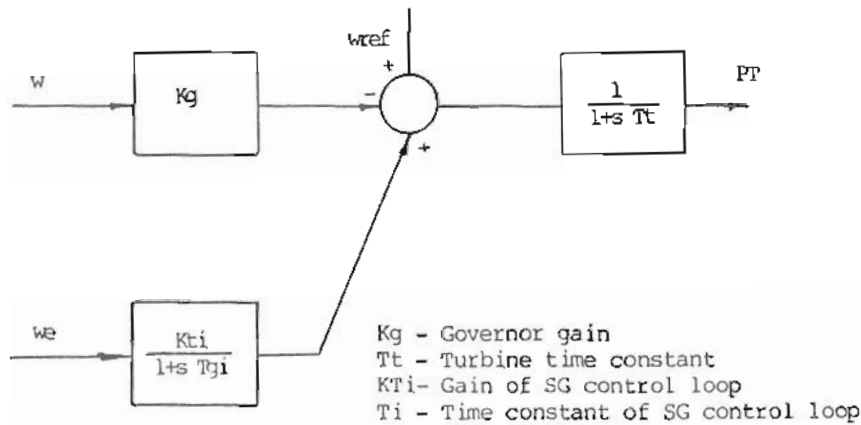 wref
w
Kg
+
-
+
1
1+s Tt
PT
we
Kti
1+s Tgi
Kg - Governor gain
Tt - Turbine time constant
KTi- Gain of SG control loop
Ti - Time constant of SG control loop